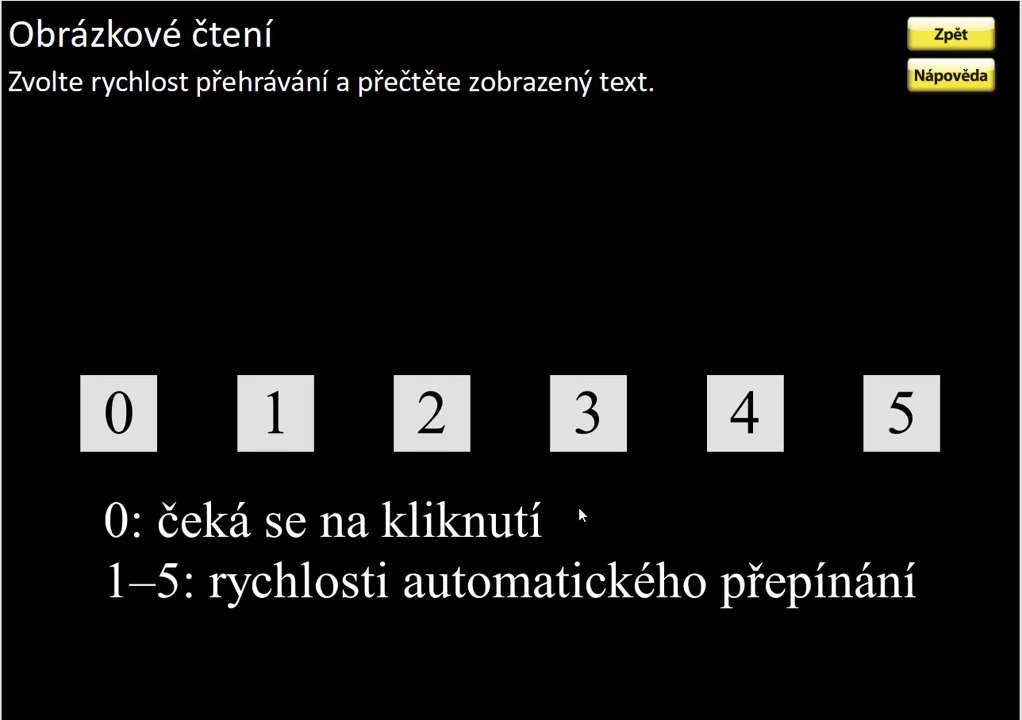 Obrázkové čtení
Zpět
Zvolte rychlost přehrávání a přečtěte zobrazený text.
Nápověda
0 1 2 3 4 5
0: čeká se na kliknutí
1–5: rychlosti automatického přepínání